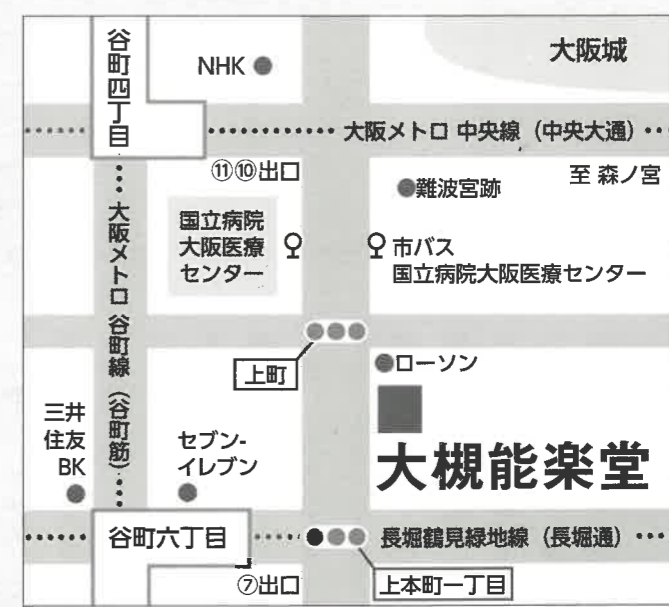 谷町四丁目
NHK
大阪城
大阪メトロ 中央線（中央大通）
⑪⑩出口
難波宮跡
至 森ノ宮
国立病院
大阪医療
センター
市バス
国立病院大阪医療センター
大阪メトロ 谷町線（谷町筋）
上町
ローソン
三井
住友
BK
セブン-
イレブン
大槻能楽堂
谷町六丁目
長堀鶴見緑地線（長堀通）
⑦出口
上本町一丁目